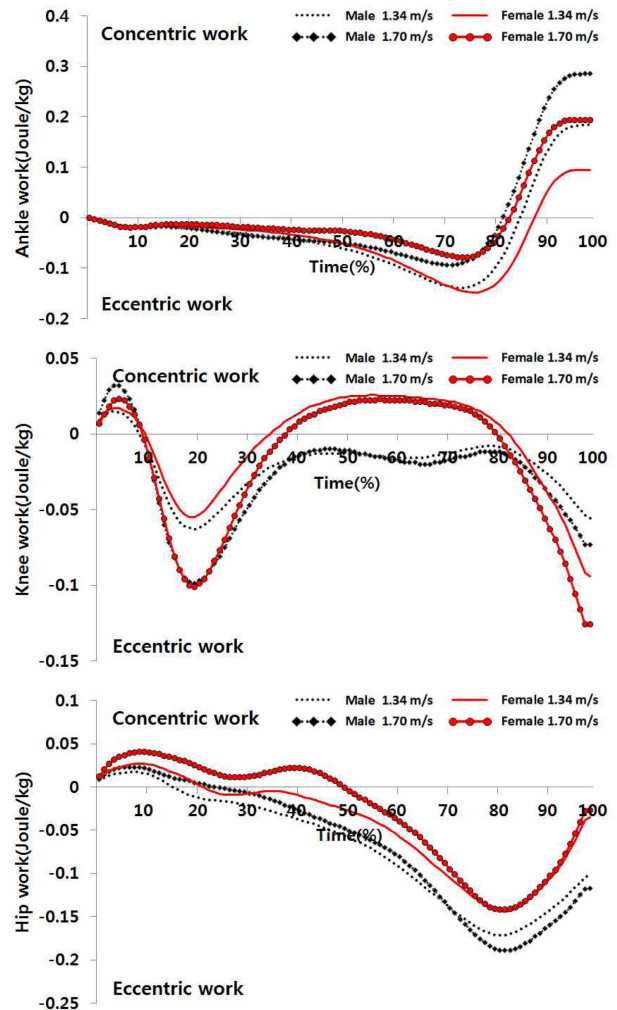 0.4
Concentric work
Male 1.34 m/s
Female 1.34 m/s
Male 1.70 m/s
Female 1.70 m/s
0.3
0.2
0.1
0
-0.1
-0.2
10 20 30 40 50 60 70 80 90 100
Time(%)
Eccentric work
Ankle work(Joule/kg)
0.05
Concentric work
Male 1.34 m/s
Female 1.34 m/s
Male 1.70 m/s
Female 1.70 m/s
0
-0.05
-0.1
-0.15
10 20 30 40 50 60 70 80 90 100
Time(%)
Eccentric work
Knee work(Joule/kg)
0.1
Concentric work
Male 1.34 m/s
Female 1.34 m/s
Male 1.70 m/s
Female 1.70 m/s
0.05
0
-0.05
-0.1
-0.15
-0.2
-0.25
10 20 30 40 50 60 70 80 90 100
Time(%)
Eccentric work
Hip work(Joule/kg)